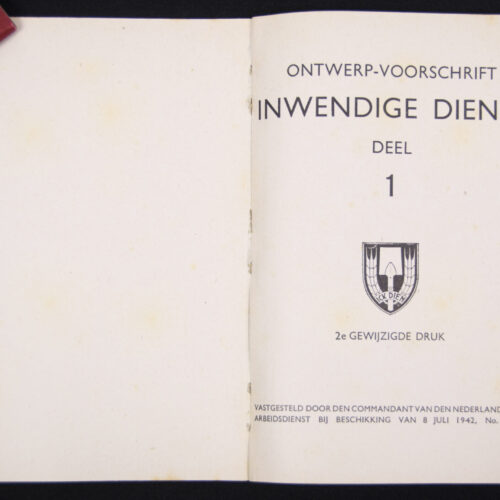 ONTWERP-VOORSCHRIFT
INWENDIGE DIEN
DEEL
1
ICK DIEN
2e GEWIJZIGDE DRUK
VASTGESTELD DOOR DEN COMMANDANT VAN DEN NEDERLAND
ARBEIDSDIENST BIJ BESCHIKKING VAN 8 JULI 1942, No.